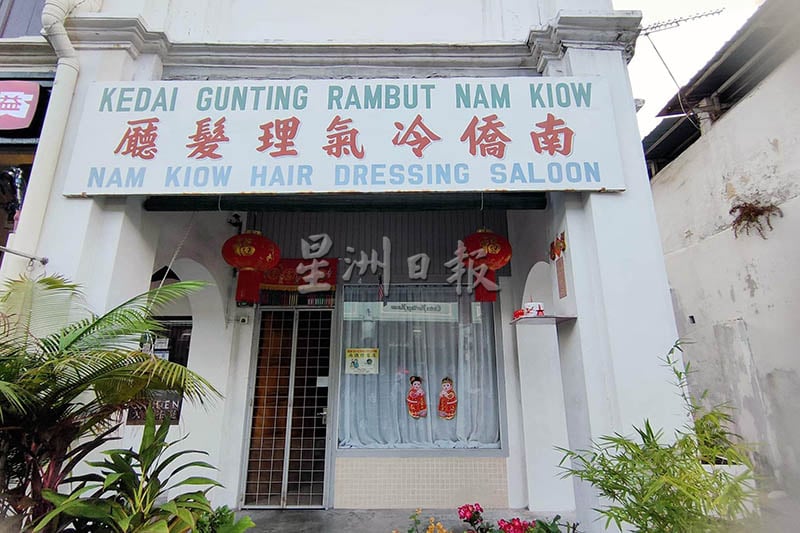 KEDAI GUNTING RAMBUT NAM KIOW
廳髮理氣冷僑南
NAM KIOW HAIR DRESSING SALOON
星洲日報
益